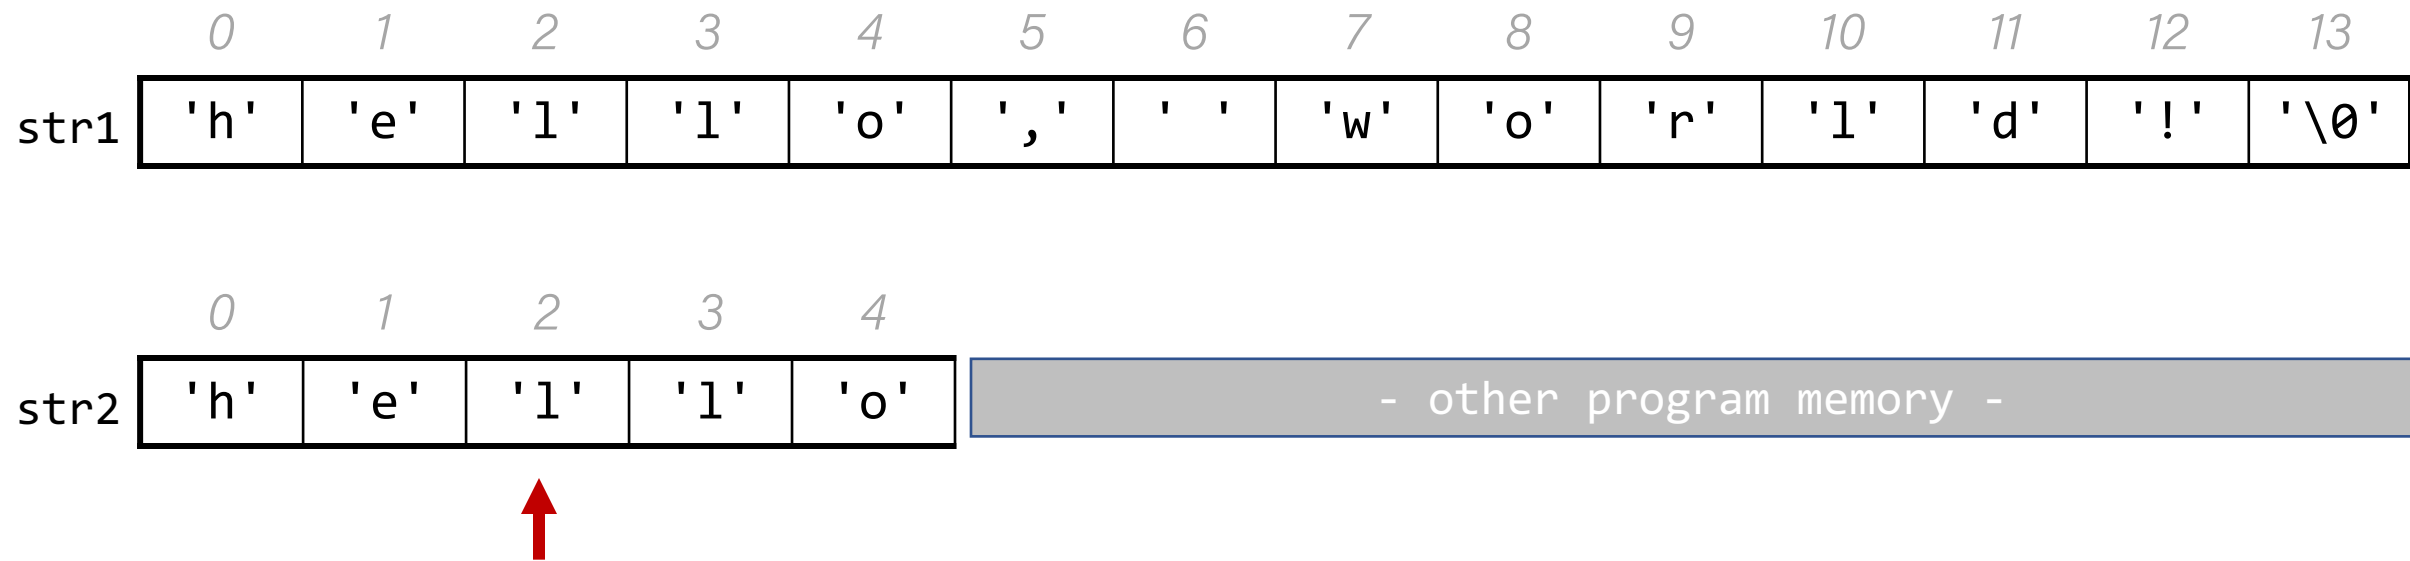 0 1 2 3 4 5 6 7 8 9 10 11 12 13
str1 'h' 'e' 'l' 'l' 'o' ',' ' ' 'w' 'o' 'r' 'l' 'd' '!' '\0'
0 1 2 3 4
str2 'h' 'e' 'l' 'l' 'o' - other program memory -